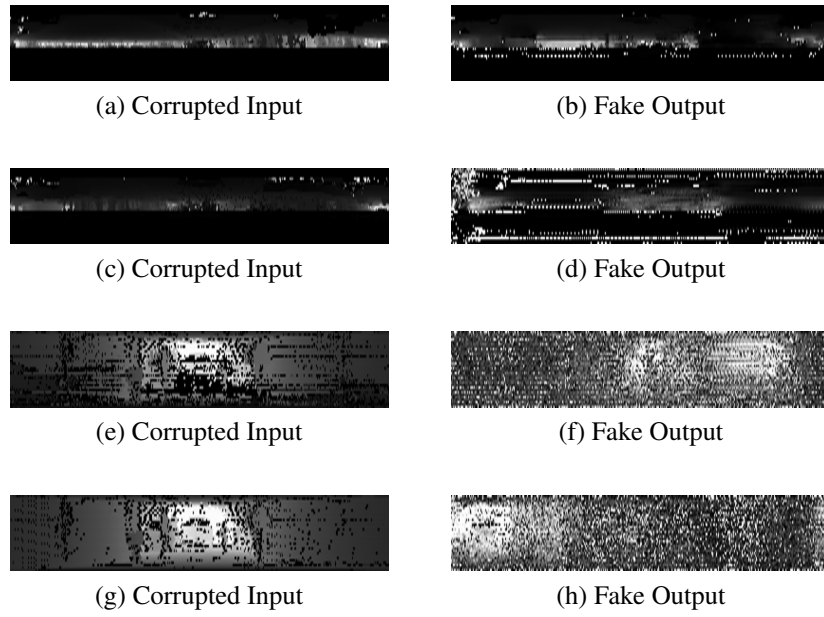 (a) Corrupted Input
(b) Fake Output
(c) Corrupted Input
(d) Fake Output
(e) Corrupted Input
(f) Fake Output
(g) Corrupted Input
(h) Fake Output